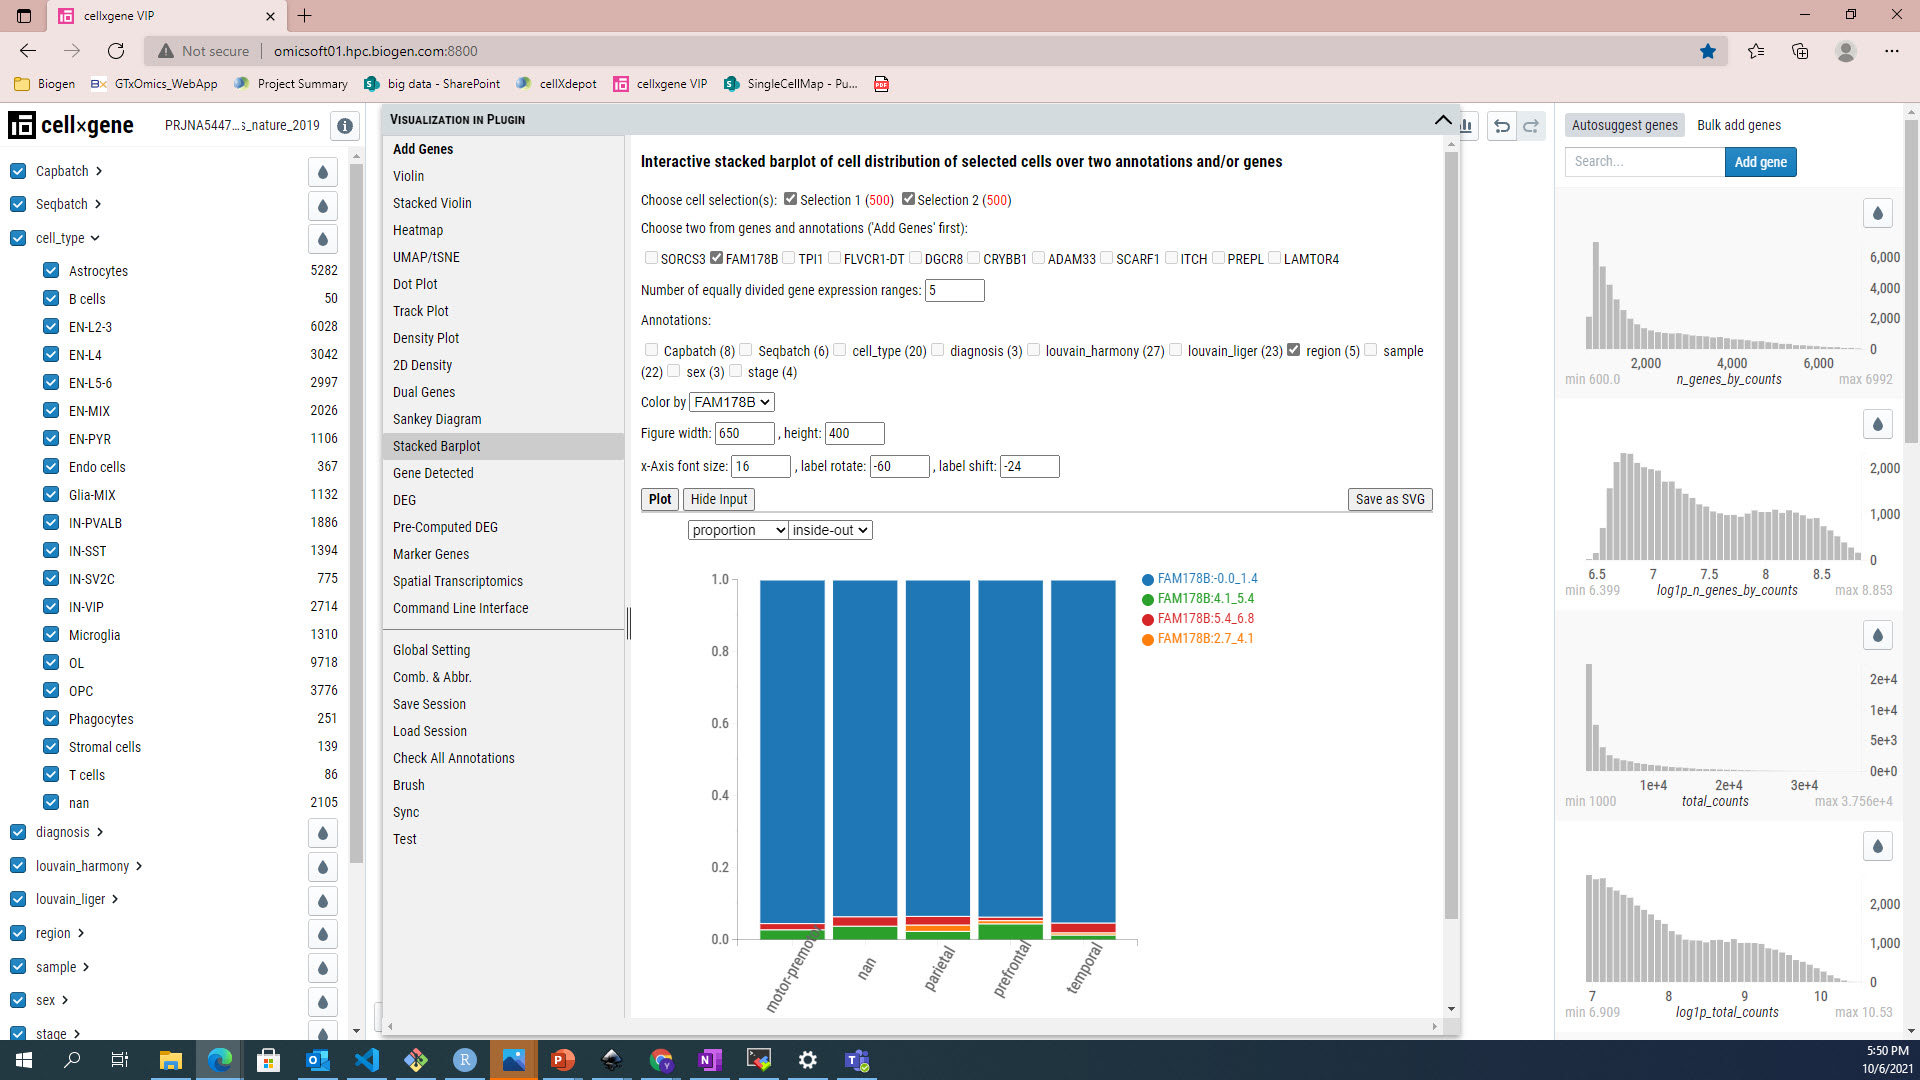 cellxgene VIP
Not secure omicsoft01.hpc.biogen.com:8800
Biogen GTxOmics_WebApp Project Summary big data - SharePoint cellXdepot cellxgene VIP SingleCellMap - Pu...
cell×gene PRJNA5447...s_nature_2019
Capbatch
Seqbatch
cell_type
Astrocytes 5282
B cells 50
EN-L2-3 6028
EN-L4 3042
EN-L5-6 2997
EN-MIX 2026
EN-PYR 1106
Endo cells 367
Glia-MIX 1132
IN-PVALB 1886
IN-SST 1394
IN-SV2C 775
IN-VIP 2714
Microglia 1310
OL 9718
OPC 3776
Phagocytes 251
Stromal cells 139
T cells 86
nan 2105
diagnosis
louvain_harmony
louvain_liger
region
sample
sex
stage
Visualization in Plugin
Add Genes
Violin
Stacked Violin
Heatmap
UMAP/tSNE
Dot Plot
Track Plot
Density Plot
2D Density
Dual Genes
Sankey Diagram
Stacked Barplot
Gene Detected
DEG
Pre-Computed DEG
Marker Genes
Spatial Transcriptomics
Command Line Interface
Global Setting
Comb. & Abbr.
Save Session
Load Session
Check All Annotations
Brush
Sync
Test
Interactive stacked barplot of cell distribution of selected cells over two annotations and/or genes
Choose cell selection(s): Selection 1 (500) Selection 2 (500)
Choose two from genes and annotations ('Add Genes' first):
SORCS3 FAM178B TPI1 FLVCR1-DT DGCR8 CRYBB1 ADAM33 SCARF1 ITCH PREPL LAMTOR4
Number of equally divided gene expression ranges: 5
Annotations:
Capbatch (8) Seqbatch (6) cell_type (20) diagnosis (3) louvain_harmony (27) louvain_liger (23) region (5) sample
(22) sex (3) stage (4)
Color by FAM178B
Figure width: 650 , height: 400
x-Axis font size: 16 , label rotate: -60 , label shift: -24
Plot Hide Input Save as SVG
proportion inside-out
1.0
0.8
0.6
0.4
0.2
0.0
motor-premotor
nan
parietal
prefrontal
temporal
FAM178B:-0.0_1.4
FAM178B:4.1_5.4
FAM178B:5.4_6.8
FAM178B:2.7_4.1
Autosuggest genes Bulk add genes
Search... Add gene
6,000
4,000
2,000
0
2,000 4,000 6,000
min 600.0 n_genes_by_counts max 6992
2,000
1,000
0
6.5 7 7.5 8 8.5
min 6.399 log1p_n_genes_by_counts max 8.853
2e+4
1e+4
5e+3
0e+0
1e+4 2e+4 3e+4
min 1000 total_counts max 3.756e+4
2,000
1,000
0
7 8 9 10
min 6.909 log1p_total_counts max 10.53
5:50 PM
10/6/2021